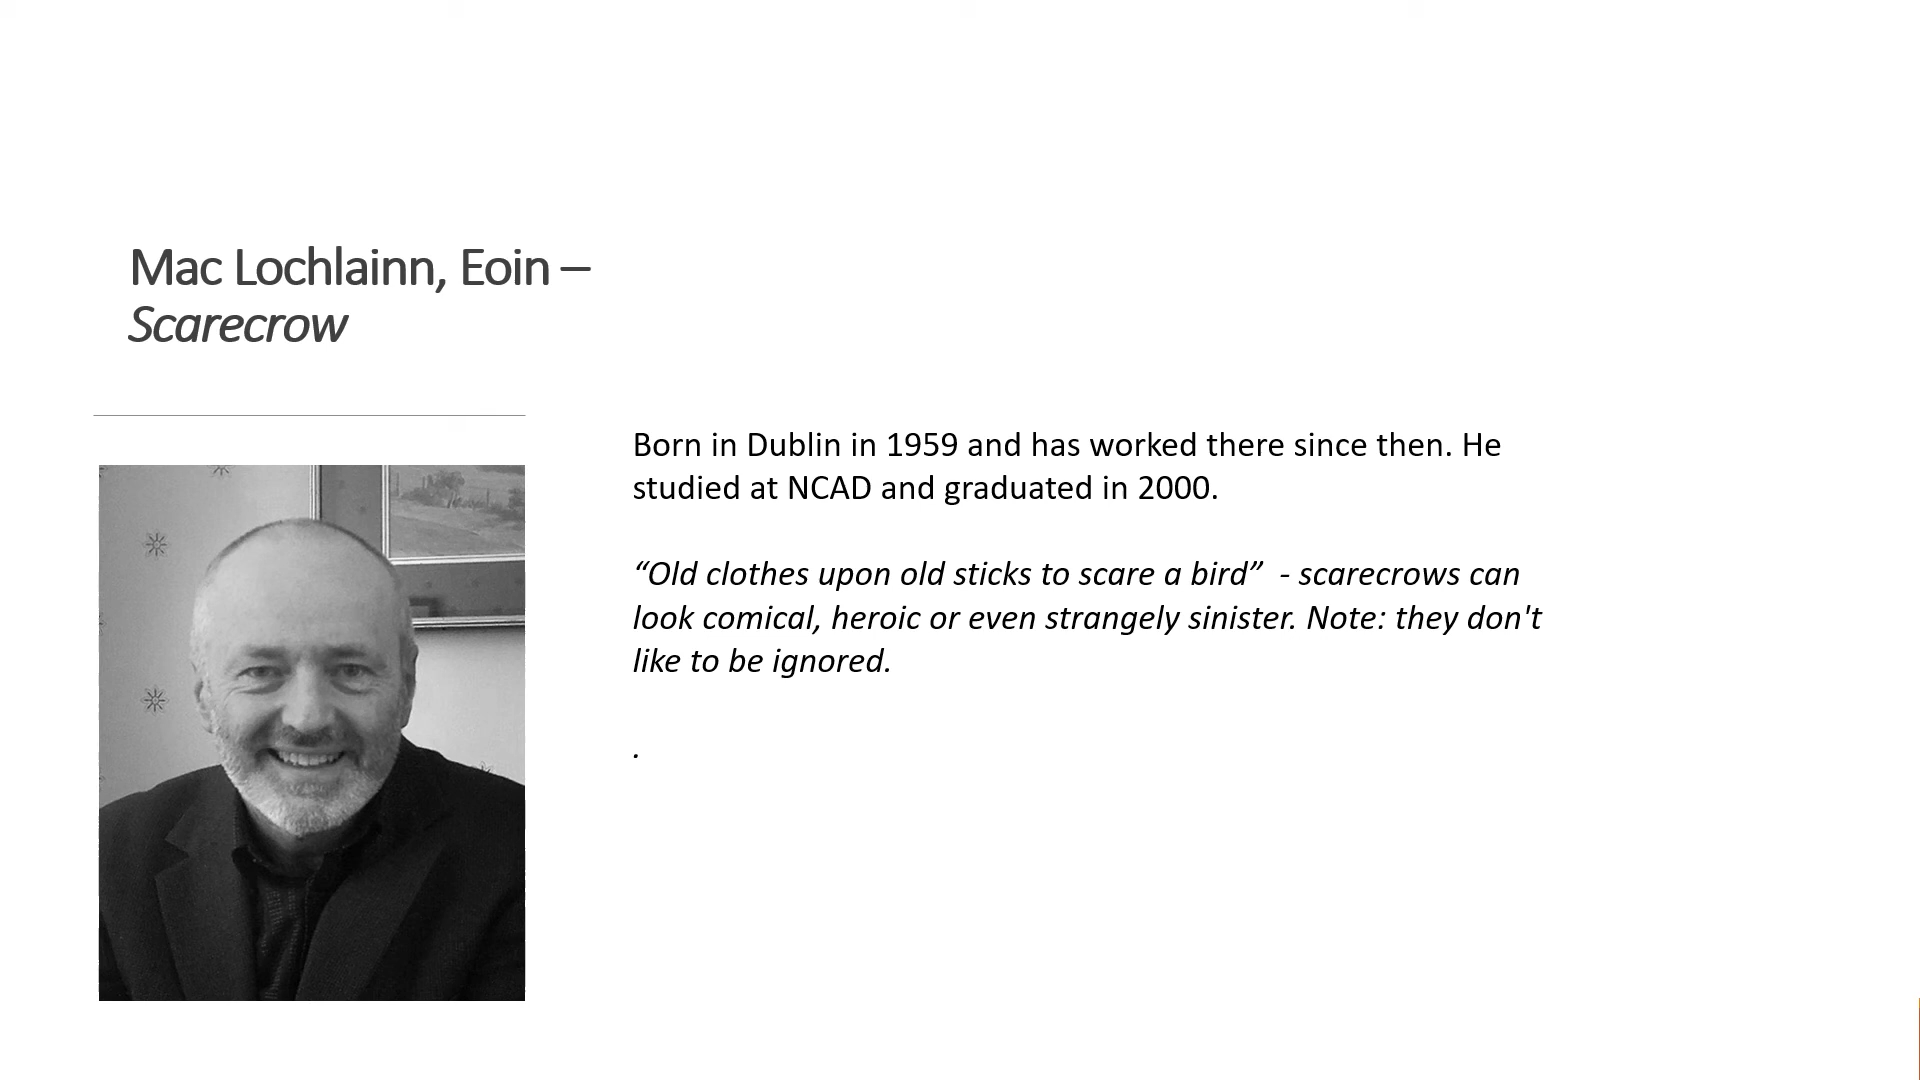 Mac Lochlainn, Eoin –
Scarecrow
Born in Dublin in 1959 and has worked there since then. He
studied at NCAD and graduated in 2000.
“Old clothes upon old sticks to scare a bird”  - scarecrows can
look comical, heroic or even strangely sinister. Note: they don't
like to be ignored.
.